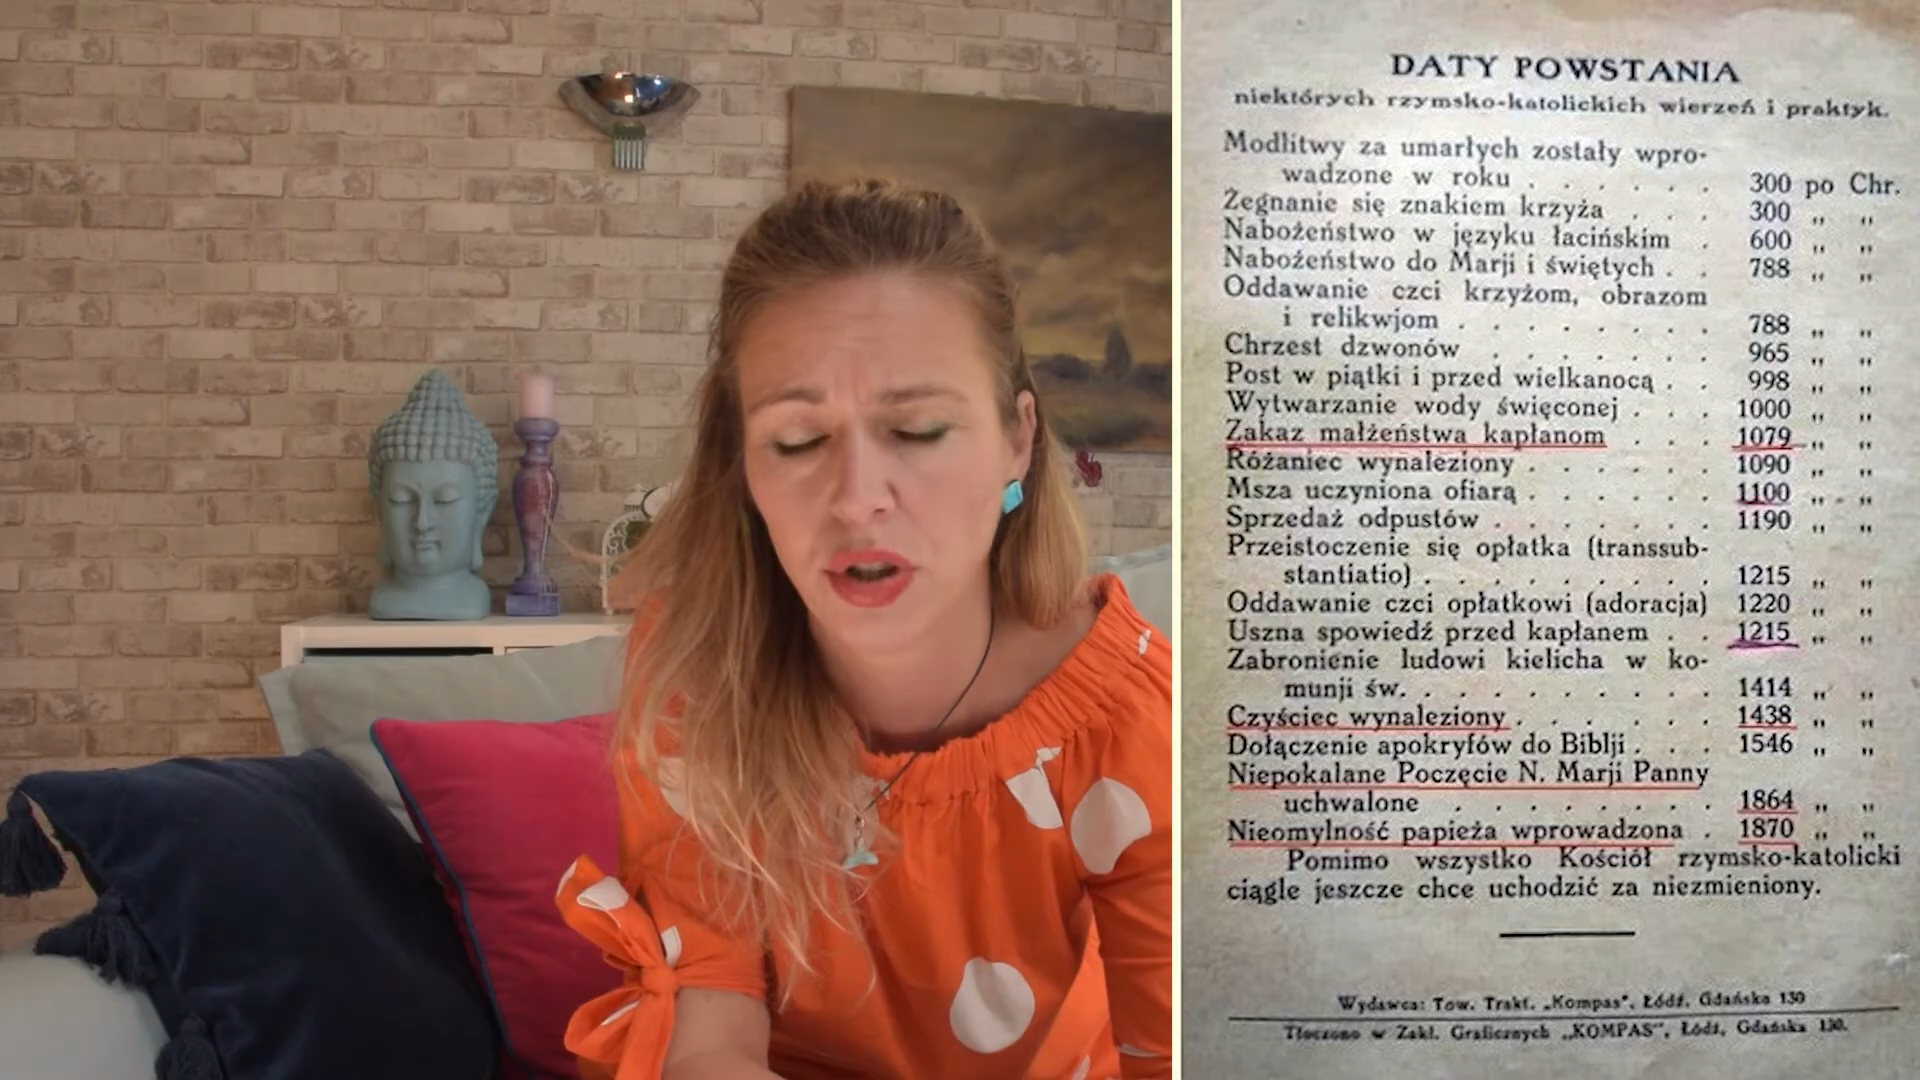 DATY POWSTANIA
niektórych rzymsko-katolickich wierzeń i praktyk.
Modlitwy za umarłych zostały wpro-
wadzone w roku . . . . . . 300 po Chr.
Żegnanie się znakiem krzyża . . . 300 „ „
Nabożeństwo w języku łacińskim . 600 „ „
Nabożeństwo do Marji i świętych . . 788 „ „
Oddawanie czci krzyżom, obrazom
i relikwjom . . . . . . . . 788 „ „
Chrzest dzwonów . . . . . . . 965 „ „
Post w piątki i przed wielkanocą . . 998 „ „
Wytwarzanie wody święconej . . . 1000 „ „
Zakaz małżeństwa kapłanom . . . 1079 „ „
Różaniec wynaleziony . . . . . . 1090 „ „
Msza uczyniona ofiarą . . . . . . 1100 „ „
Sprzedaż odpustów . . . . . . . 1190 „ „
Przeistoczenie się opłatka (transsub-
stantiatio) . . . . . . . . . 1215 „ „
Oddawanie czci opłatkowi (adoracja) 1220 „ „
Uszna spowiedź przed kapłanem . . 1215 „ „
Zabronienie ludowi kielicha w ko-
munji św. . . . . . . . . . 1414 „ „
Czyściec wynaleziony . . . . . . 1438 „ „
Dołączenie apokryfów do Biblji . . . 1546 „ „
Niepokalane Poczęcie N. Marji Panny
uchwalone . . . . . . . . 1864 „ „
Nieomylność papieża wprowadzona . 1870 „ „
Pomimo wszystko Kościół rzymsko-katolicki
ciągle jeszcze chce uchodzić za niezmieniony.
Wydawca: Tow. Trakt. „Kompas", Łódź, Gdańska 130
Tłoczono w Zakł. Graficznych „KOMPAS", Łódź, Gdańska 130.